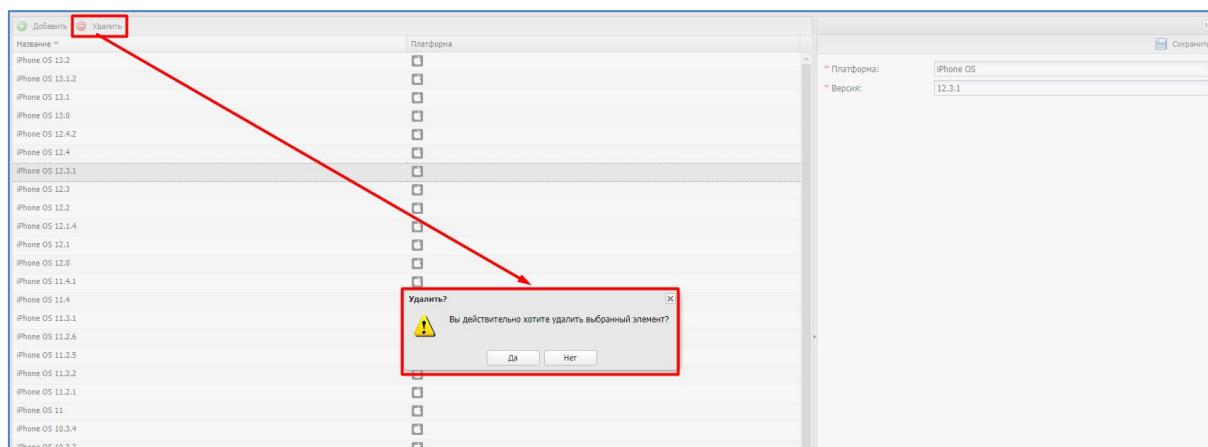 Добавить Удалить
Название Платформа
iPhone OS 13.2
iPhone OS 13.1.2
iPhone OS 13.1
iPhone OS 13.0
iPhone OS 12.4.2
iPhone OS 12.4
iPhone OS 12.3.1
iPhone OS 12.3
iPhone OS 12.2
iPhone OS 12.1.4
iPhone OS 12.1
iPhone OS 12.0
iPhone OS 11.4.1
iPhone OS 11.4
iPhone OS 11.3.1
iPhone OS 11.2.6
iPhone OS 11.2.5
iPhone OS 11.2.2
iPhone OS 11.2.1
iPhone OS 11
iPhone OS 10.3.4
iPhone OS 10.3.3
Удалить?
Вы действительно хотите удалить выбранный элемент?
Да Нет
Сохранить
* Платформа: iPhone OS
* Версия: 12.3.1